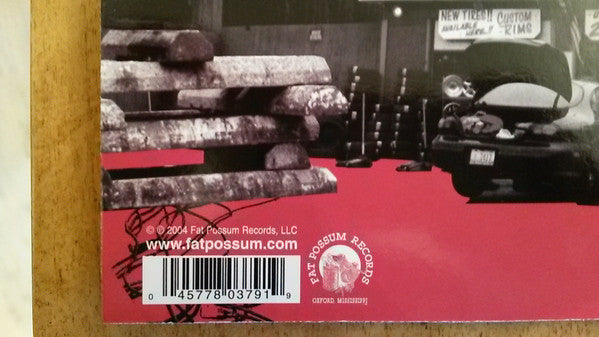 NEW TIRES!!
AVAILABLE
HERE!!
CUSTOM
RIMS
© ℗ 2004 Fat Possum Records, LLC
www.fatpossum.com
0 45778 03791 9
FAT POSSUM RECORDS
OXFORD, MISSISSIPPI